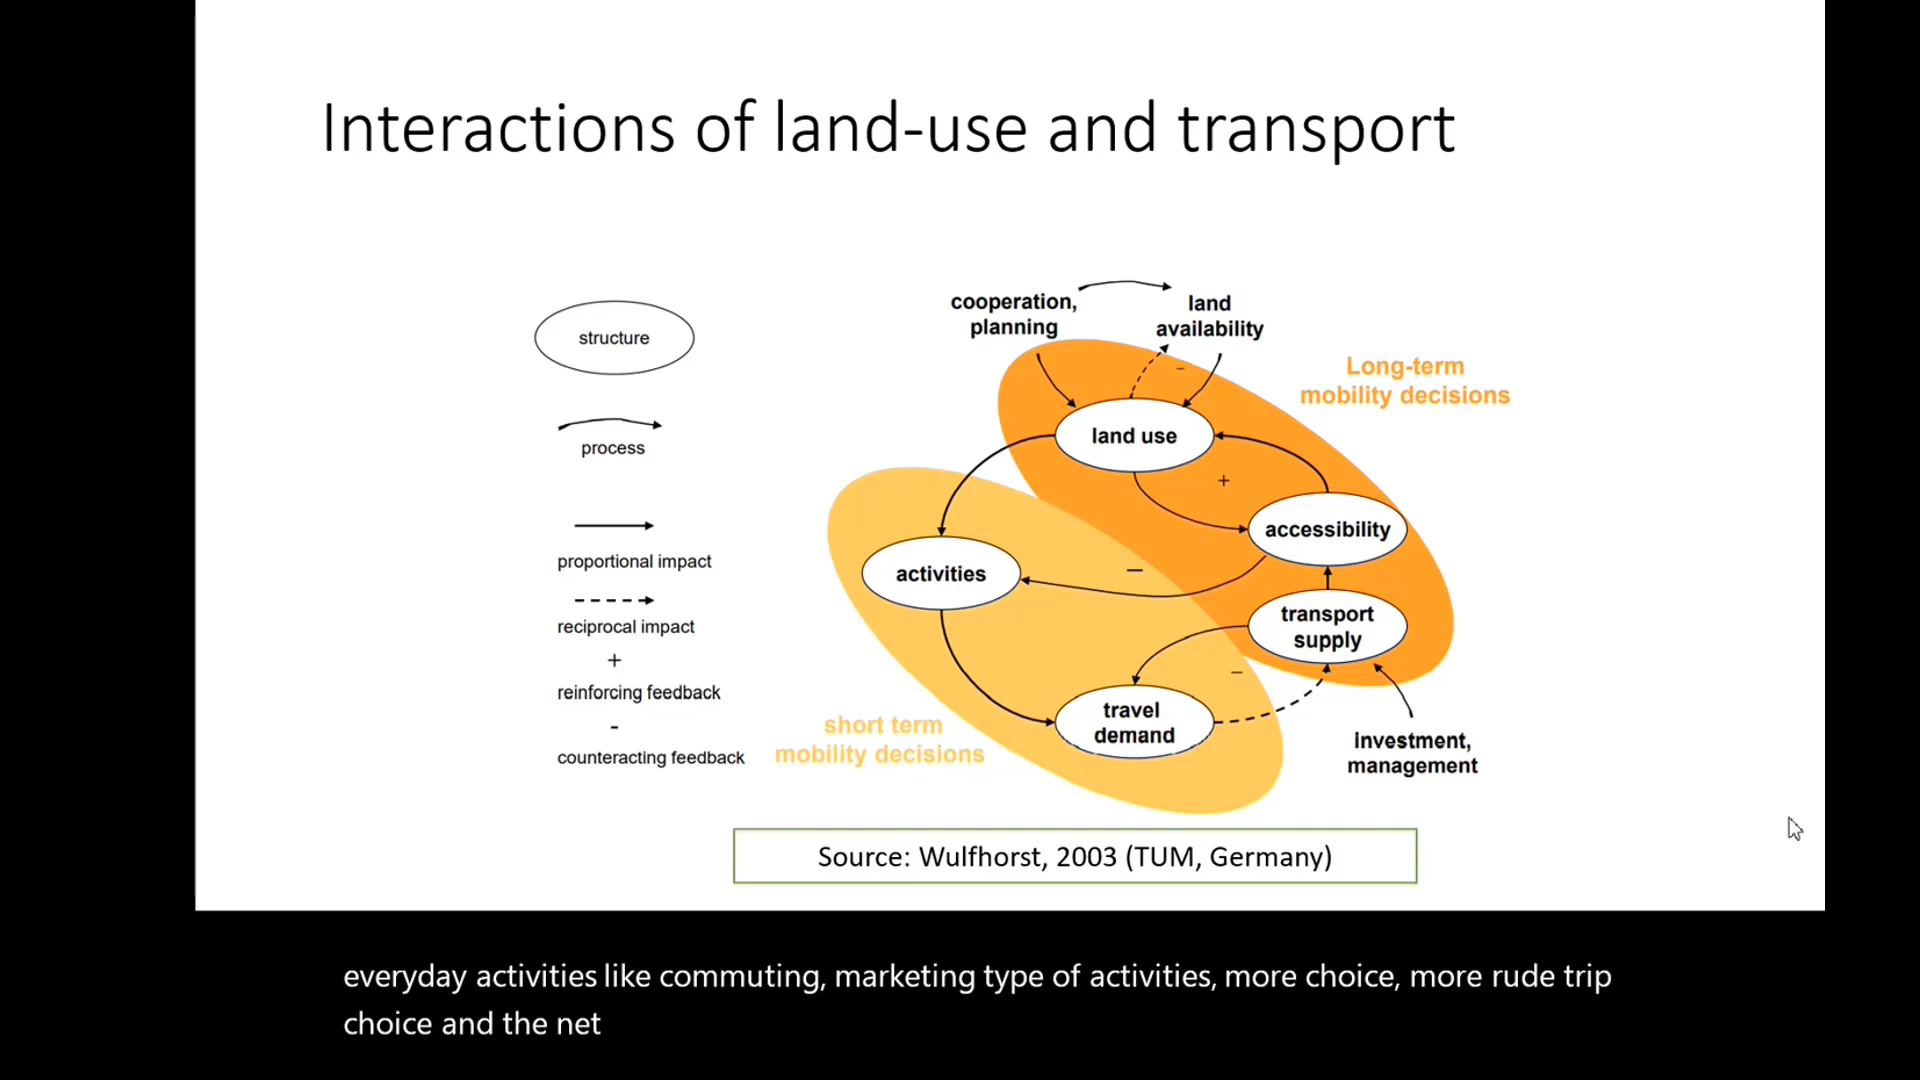 Interactions of land-use and transport
structure
process
proportional impact
reciprocal impact
+
reinforcing feedback
-
counteracting feedback
cooperation,
planning
land
availability
-
Long-term
mobility decisions
land use
+
accessibility
activities
–
transport
supply
–
travel
demand
short term
mobility decisions
investment,
management
Source: Wulfhorst, 2003 (TUM, Germany)
everyday activities like commuting, marketing type of activities, more choice, more rude trip
choice and the net